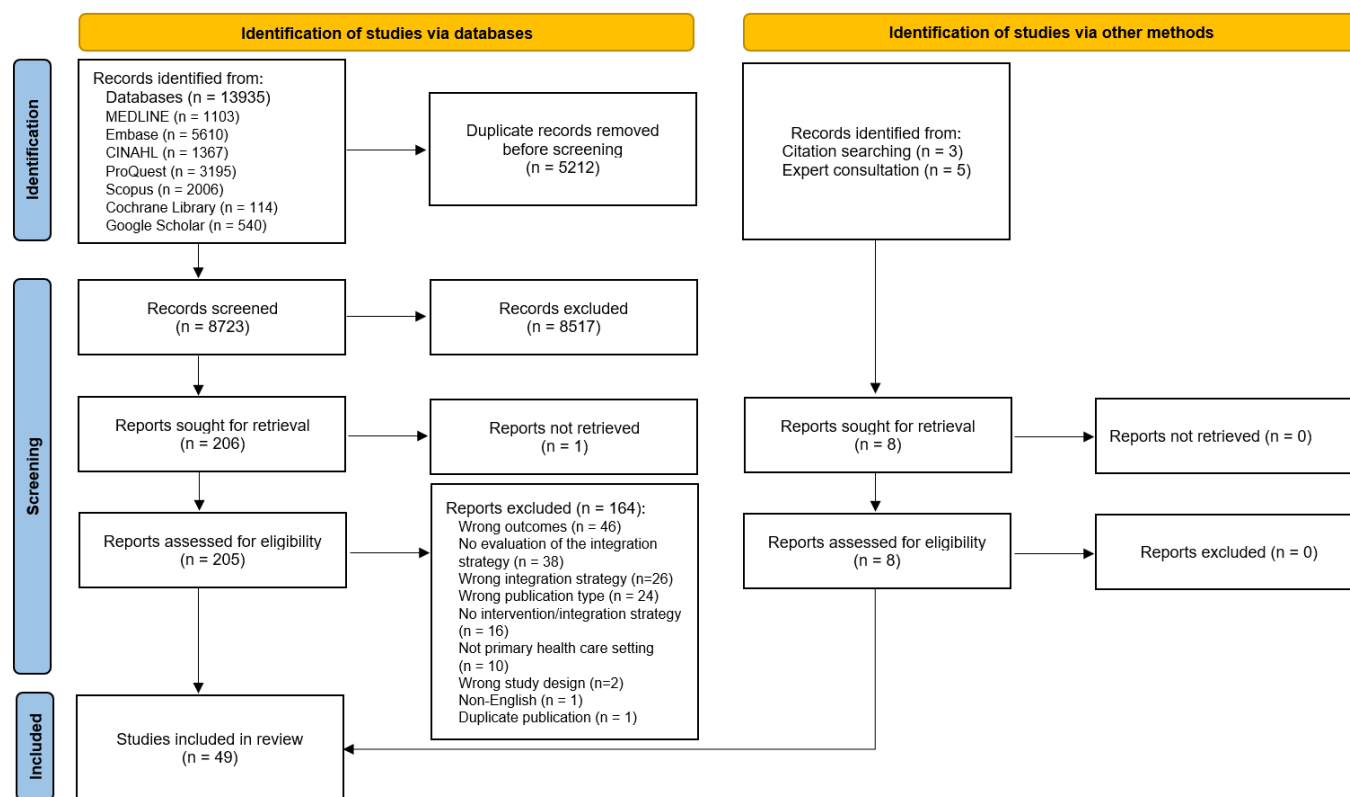 Identification of studies via databases
Identification of studies via other methods
Identification
Records identified from:
Databases (n = 13935)
MEDLINE (n = 1103)
Embase (n = 5610)
CINAHL (n = 1367)
ProQuest (n = 3195)
Scopus (n = 2006)
Cochrane Library (n = 114)
Google Scholar (n = 540)
Duplicate records removed
before screening
(n = 5212)
Records identified from:
Citation searching (n = 3)
Expert consultation (n = 5)
Screening
Records screened
(n = 8723)
Records excluded
(n = 8517)
Reports sought for retrieval
(n = 206)
Reports not retrieved
(n = 1)
Reports sought for retrieval
(n = 8)
Reports not retrieved (n = 0)
Reports assessed for eligibility
(n = 205)
Reports excluded (n = 164):
Wrong outcomes (n = 46)
No evaluation of the integration
strategy (n = 38)
Wrong integration strategy (n=26)
Wrong publication type (n = 24)
No intervention/integration strategy
(n = 16)
Not primary health care setting
(n = 10)
Wrong study design (n=2)
Non-English (n = 1)
Duplicate publication (n = 1)
Reports assessed for eligibility
(n = 8)
Reports excluded (n = 0)
Included
Studies included in review
(n = 49)